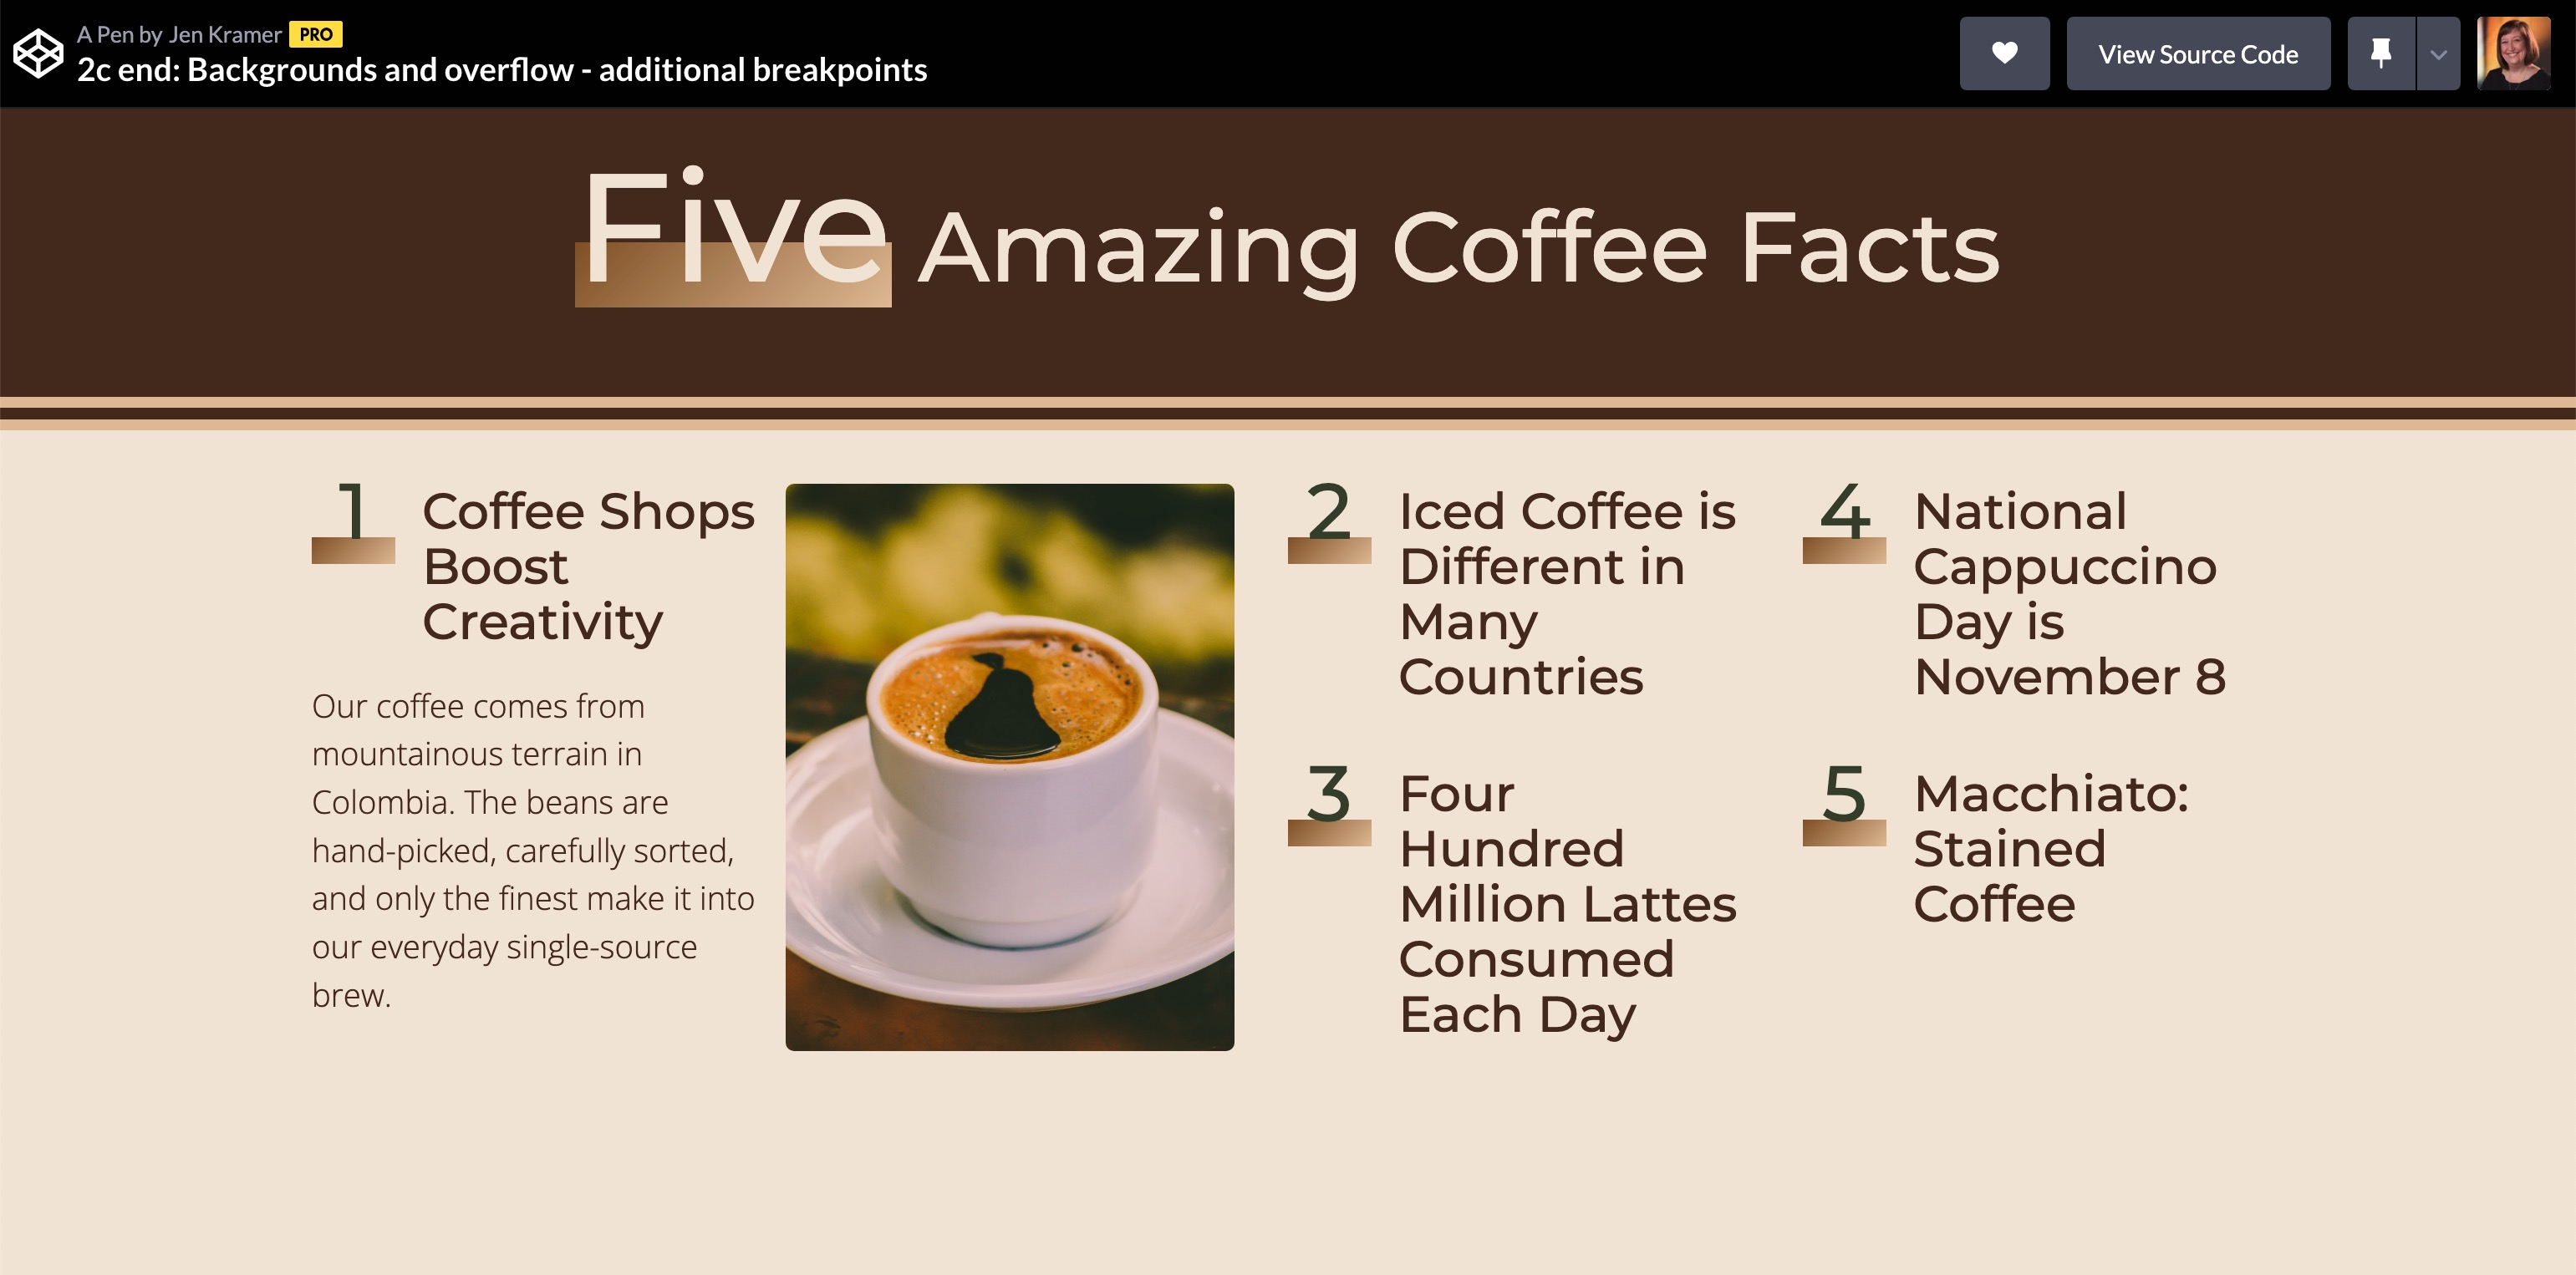 A Pen by Jen Kramer PRO
2c end: Backgrounds and overflow - additional breakpoints
View Source Code
Five Amazing Coffee Facts
1
Coffee Shops
Boost
Creativity
Our coffee comes from
mountainous terrain in
Colombia. The beans are
hand-picked, carefully sorted,
and only the finest make it into
our everyday single-source
brew.
2
Iced Coffee is
Different in
Many
Countries
3
Four
Hundred
Million Lattes
Consumed
Each Day
4
National
Cappuccino
Day is
November 8
5
Macchiato:
Stained
Coffee